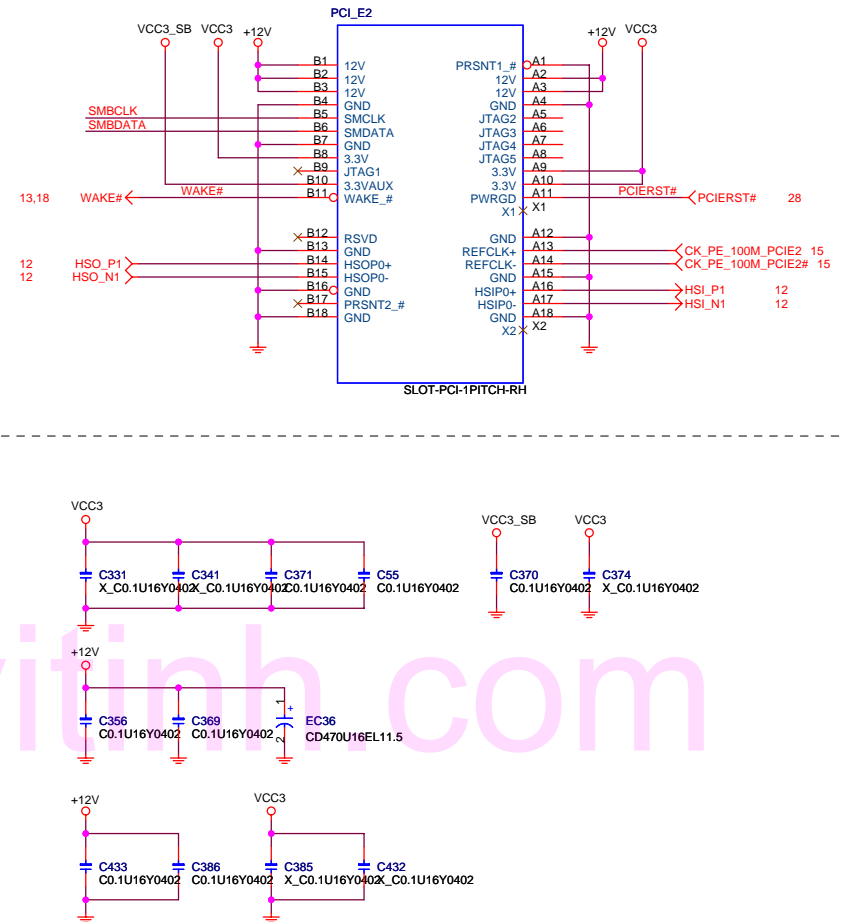 PCI_E2
VCC3_SB VCC3 +12V +12V VCC3
B1 12V PRSNT1_# A1
B2 12V 12V A2
B3 12V 12V A3
B4 GND GND A4
SMBCLK B5 SMCLK JTAG2 A5
SMBDATA B6 SMDATA JTAG3 A6
B7 GND JTAG4 A7
B8 3.3V JTAG5 A8
B9 JTAG1 3.3V A9
B10 3.3VAUX 3.3V A10
13,18 WAKE# WAKE# B11 WAKE_# PWRGD A11 PCIERST# PCIERST# 28
X1 X1
B12 RSVD GND A12
B13 GND REFCLK+ A13 CK_PE_100M_PCIE2 15
12 HSO_P1 B14 HSOP0+ REFCLK- A14 CK_PE_100M_PCIE2# 15
12 HSO_N1 B15 HSOP0- GND A15
B16 GND HSIP0+ A16 HSI_P1 12
B17 PRSNT2_# HSIP0- A17 HSI_N1 12
B18 GND GND A18
X2 X2
SLOT-PCI-1PITCH-RH
VCC3 VCC3_SB VCC3
C331 C341 C371 C55 C370 C374
X_C0.1U16Y0402 X_C0.1U16Y0402 C0.1U16Y0402 C0.1U16Y0402 C0.1U16Y0402 X_C0.1U16Y0402
+12V
1 +
C356 C369 EC36
C0.1U16Y0402 C0.1U16Y0402 CD470U16EL11.5
2
vitinh.com
+12V VCC3
C433 C386 C385 C432
C0.1U16Y0402 C0.1U16Y0402 X_C0.1U16Y0402 X_C0.1U16Y0402